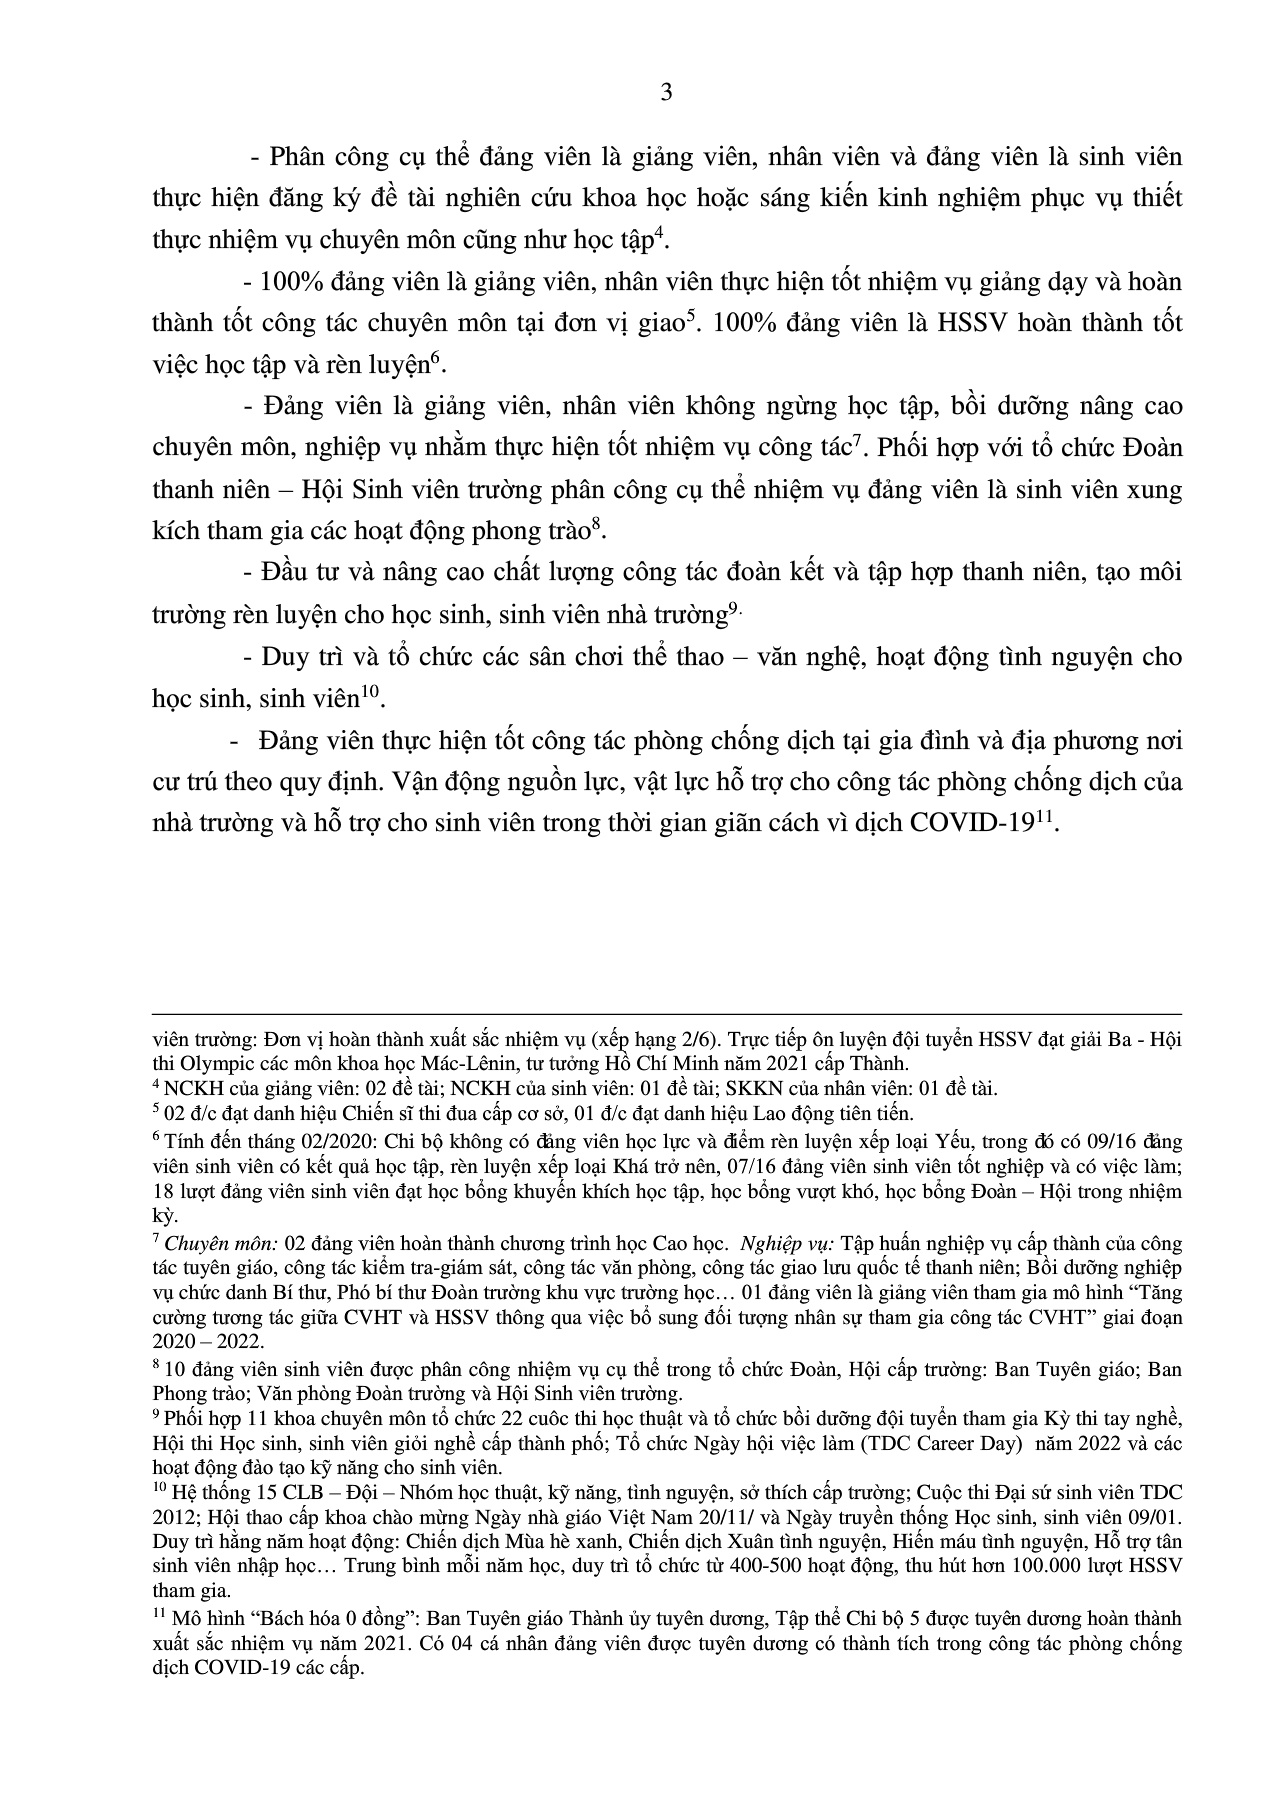 3
- Phân công cụ thể đảng viên là giảng viên, nhân viên và đảng viên là sinh viên
thực hiện đăng ký đề tài nghiên cứu khoa học hoặc sáng kiến kinh nghiệm phục vụ thiết
thực nhiệm vụ chuyên môn cũng như học tập⁴.
- 100% đảng viên là giảng viên, nhân viên thực hiện tốt nhiệm vụ giảng dạy và hoàn
thành tốt công tác chuyên môn tại đơn vị giao⁵. 100% đảng viên là HSSV hoàn thành tốt
việc học tập và rèn luyện⁶.
- Đảng viên là giảng viên, nhân viên không ngừng học tập, bồi dưỡng nâng cao
chuyên môn, nghiệp vụ nhằm thực hiện tốt nhiệm vụ công tác⁷. Phối hợp với tổ chức Đoàn
thanh niên – Hội Sinh viên trường phân công cụ thể nhiệm vụ đảng viên là sinh viên xung
kích tham gia các hoạt động phong trào⁸.
- Đầu tư và nâng cao chất lượng công tác đoàn kết và tập hợp thanh niên, tạo môi
trường rèn luyện cho học sinh, sinh viên nhà trường⁹.
- Duy trì và tổ chức các sân chơi thể thao – văn nghệ, hoạt động tình nguyện cho
học sinh, sinh viên¹⁰.
- Đảng viên thực hiện tốt công tác phòng chống dịch tại gia đình và địa phương nơi
cư trú theo quy định. Vận động nguồn lực, vật lực hỗ trợ cho công tác phòng chống dịch của
nhà trường và hỗ trợ cho sinh viên trong thời gian giãn cách vì dịch COVID-19¹¹.
viên trường: Đơn vị hoàn thành xuất sắc nhiệm vụ (xếp hạng 2/6). Trực tiếp ôn luyện đội tuyển HSSV đạt giải Ba - Hội
thi Olympic các môn khoa học Mác-Lênin, tư tưởng Hồ Chí Minh năm 2021 cấp Thành.
⁴ NCKH của giảng viên: 02 đề tài; NCKH của sinh viên: 01 đề tài; SKKN của nhân viên: 01 đề tài.
⁵ 02 đ/c đạt danh hiệu Chiến sĩ thi đua cấp cơ sở, 01 đ/c đạt danh hiệu Lao động tiên tiến.
⁶ Tính đến tháng 02/2020: Chi bộ không có đảng viên học lực và điểm rèn luyện xếp loại Yếu, trong đó có 09/16 đảng
viên sinh viên có kết quả học tập, rèn luyện xếp loại Khá trở nên, 07/16 đảng viên sinh viên tốt nghiệp và có việc làm;
18 lượt đảng viên sinh viên đạt học bổng khuyến khích học tập, học bổng vượt khó, học bổng Đoàn – Hội trong nhiệm
kỳ.
⁷ Chuyên môn: 02 đảng viên hoàn thành chương trình học Cao học. Nghiệp vụ: Tập huấn nghiệp vụ cấp thành của công
tác tuyên giáo, công tác kiểm tra-giám sát, công tác văn phòng, công tác giao lưu quốc tế thanh niên; Bồi dưỡng nghiệp
vụ chức danh Bí thư, Phó bí thư Đoàn trường khu vực trường học… 01 đảng viên là giảng viên tham gia mô hình “Tăng
cường tương tác giữa CVHT và HSSV thông qua việc bổ sung đối tượng nhân sự tham gia công tác CVHT” giai đoạn
2020 – 2022.
⁸ 10 đảng viên sinh viên được phân công nhiệm vụ cụ thể trong tổ chức Đoàn, Hội cấp trường: Ban Tuyên giáo; Ban
Phong trào; Văn phòng Đoàn trường và Hội Sinh viên trường.
⁹ Phối hợp 11 khoa chuyên môn tổ chức 22 cuôc thi học thuật và tổ chức bồi dưỡng đội tuyển tham gia Kỳ thi tay nghề,
Hội thi Học sinh, sinh viên giỏi nghề cấp thành phố; Tổ chức Ngày hội việc làm (TDC Career Day) năm 2022 và các
hoạt động đào tạo kỹ năng cho sinh viên.
¹⁰ Hệ thống 15 CLB – Đội – Nhóm học thuật, kỹ năng, tình nguyện, sở thích cấp trường; Cuộc thi Đại sứ sinh viên TDC
2012; Hội thao cấp khoa chào mừng Ngày nhà giáo Việt Nam 20/11/ và Ngày truyền thống Học sinh, sinh viên 09/01.
Duy trì hằng năm hoạt động: Chiến dịch Mùa hè xanh, Chiến dịch Xuân tình nguyện, Hiến máu tình nguyện, Hỗ trợ tân
sinh viên nhập học… Trung bình mỗi năm học, duy trì tổ chức từ 400-500 hoạt động, thu hút hơn 100.000 lượt HSSV
tham gia.
¹¹ Mô hình “Bách hóa 0 đồng”: Ban Tuyên giáo Thành ủy tuyên dương, Tập thể Chi bộ 5 được tuyên dương hoàn thành
xuất sắc nhiệm vụ năm 2021. Có 04 cá nhân đảng viên được tuyên dương có thành tích trong công tác phòng chống
dịch COVID-19 các cấp.